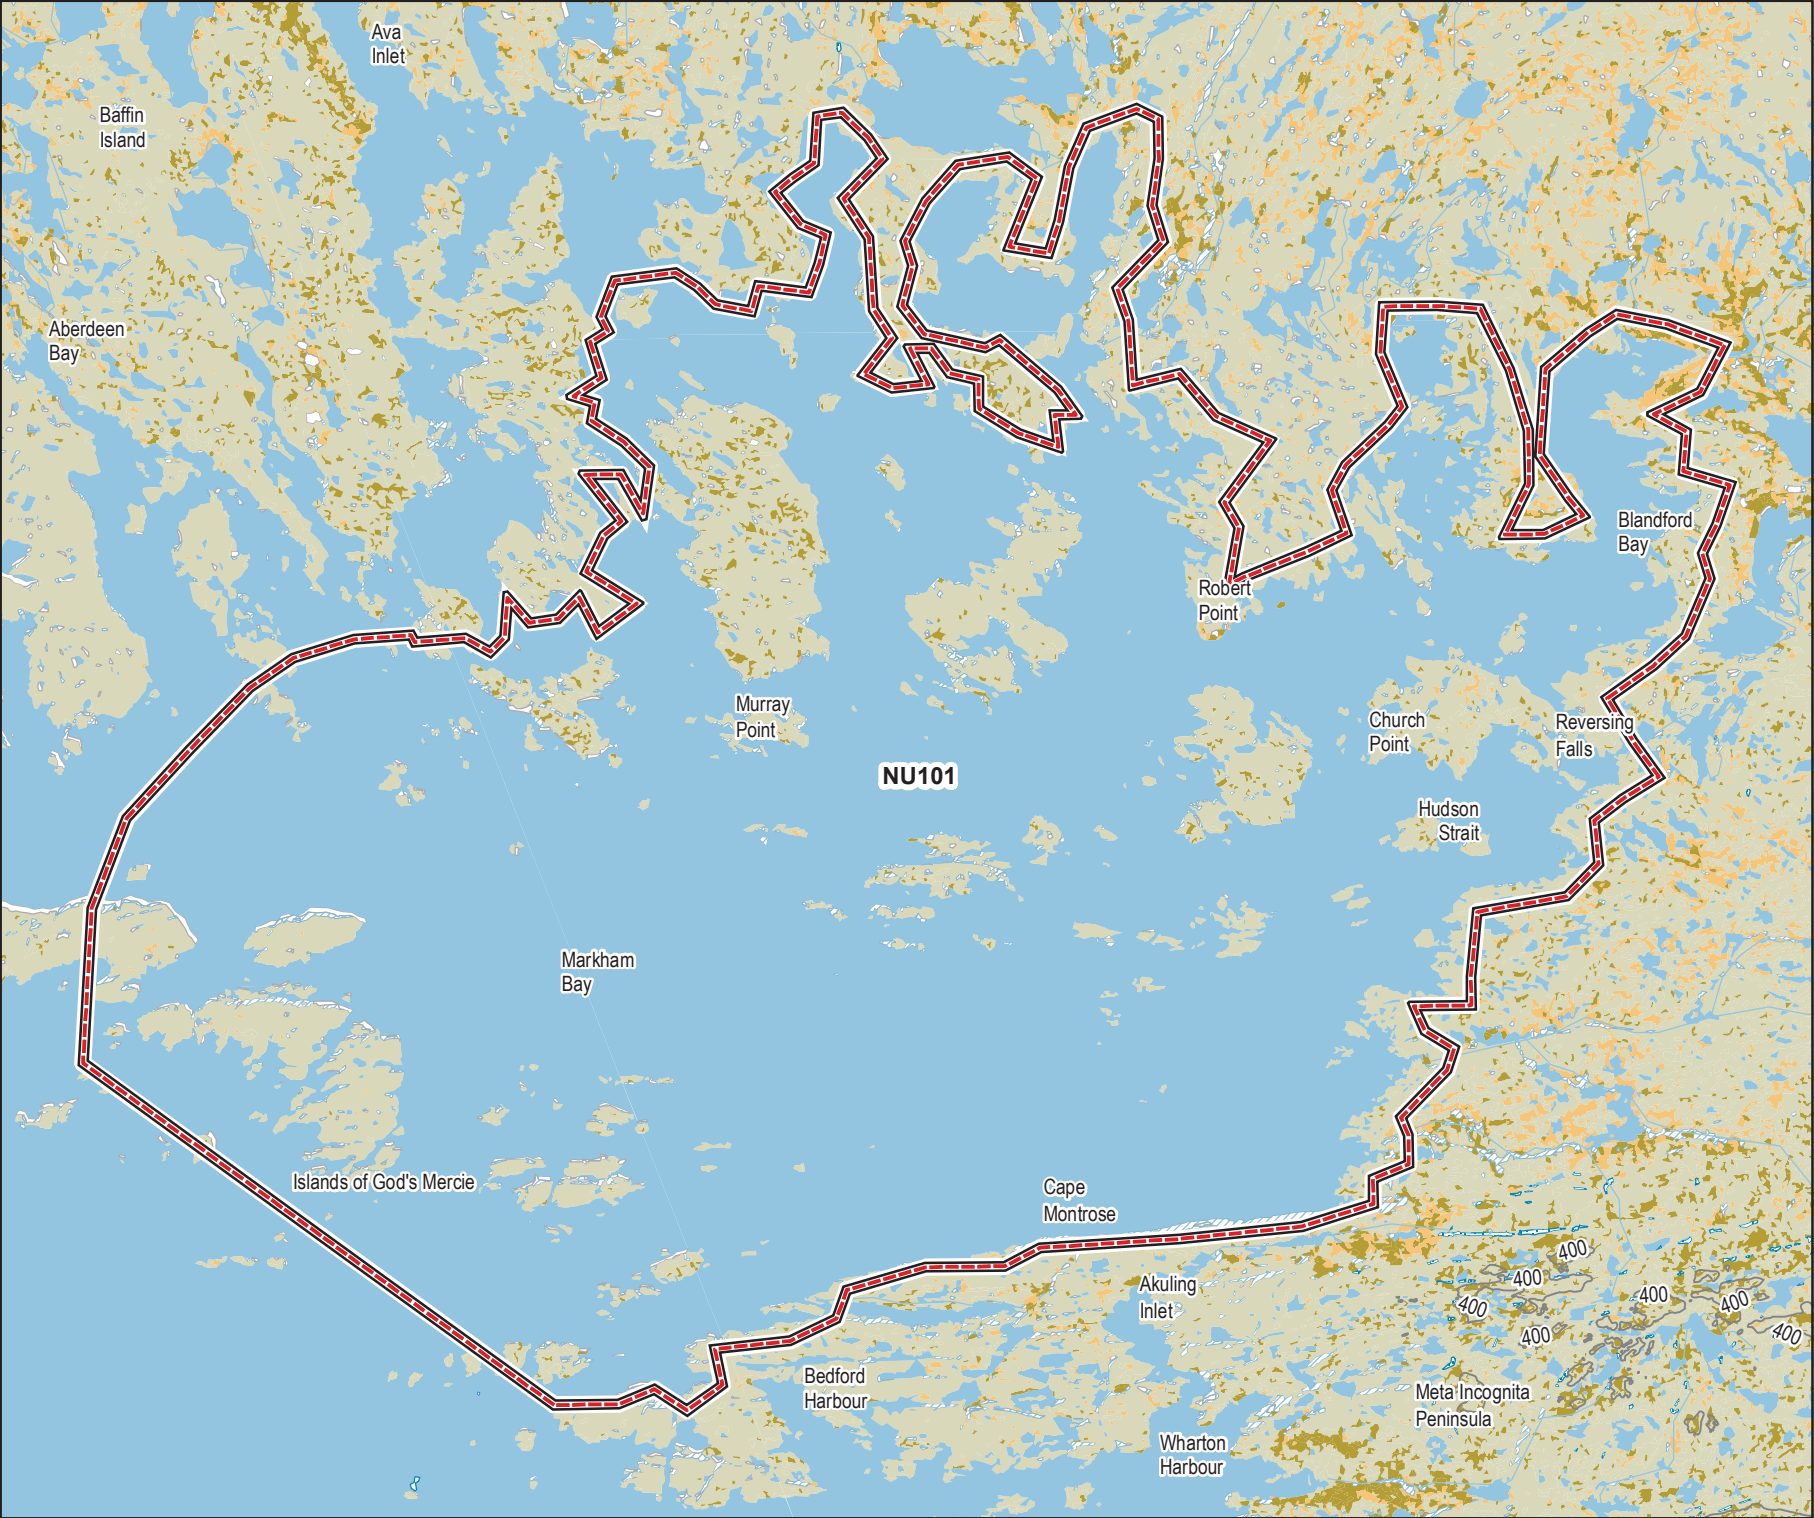 Ava
Inlet
Baffin
Island
Aberdeen
Bay
Blandford
Bay
Robert
Point
Murray
Point
Church
Point
Reversing
Falls
NU101
Hudson
Strait
Markham
Bay
Islands of God's Mercie
Cape
Montrose
Akuling
Inlet
400
400
400
400
400
400
400
Bedford
Harbour
Meta Incognita
Peninsula
Wharton
Harbour